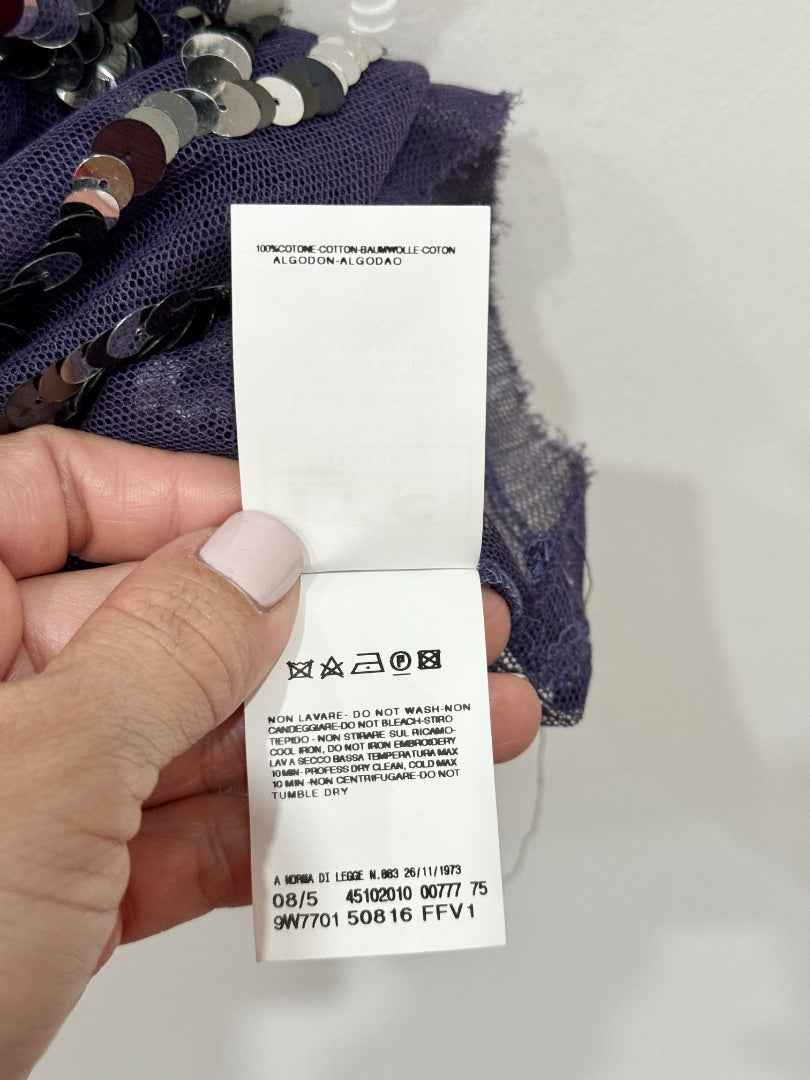 100%COTONE-COTTON-BAUMWOLLE-COTON
ALGODON-ALGODAO
P
NON LAVARE- DO NOT WASH-NON
CANDEGGIARE-DO NOT BLEACH-STIRO
TIEPIDO - NON STIRARE SUL RICAMO-
COOL IRON, DO NOT IRON EMBROIDERY
LAV A SECCO BASSA TEMPERATURA MAX
10 MIN- PROFESS DRY CLEAN, COLD MAX
10 MIN -NON CENTRIFUGARE-DO NOT
TUMBLE DRY
A NORMA DI LEGGE N.883 26/11/1973
08/5 45102010 00777 75
9W7701 50816 FFV1